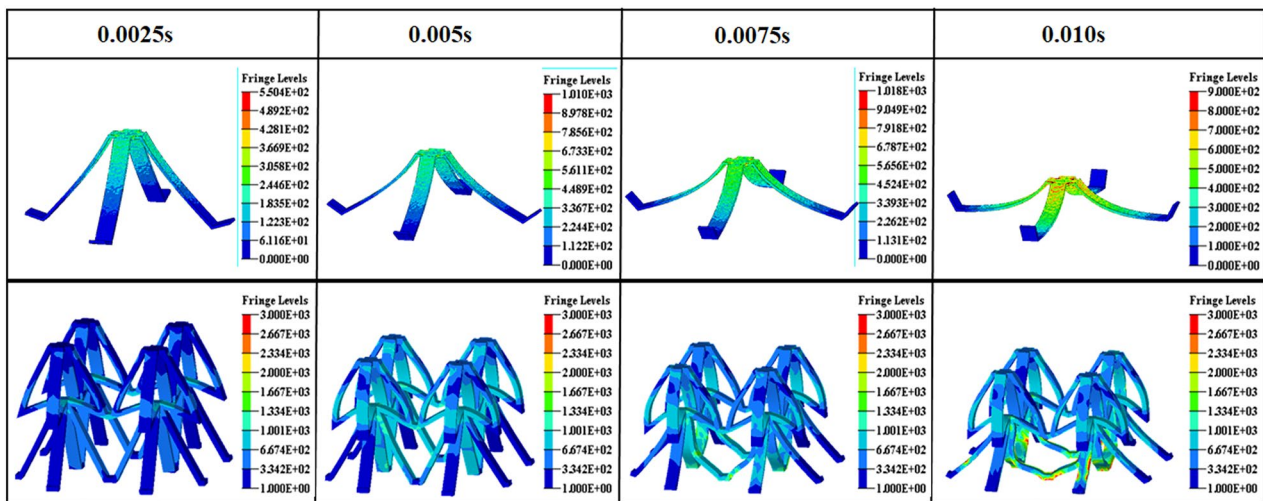 0.0025s
0.005s
0.0075s
0.010s
Fringe Levels
5.504E+02
4.892E+02
4.281E+02
3.669E+02
3.058E+02
2.446E+02
1.835E+02
1.223E+02
6.116E+01
0.000E+00
Fringe Levels
1.010E+03
8.978E+02
7.856E+02
6.733E+02
5.611E+02
4.489E+02
3.367E+02
2.244E+02
1.122E+02
0.000E+00
Fringe Levels
1.018E+03
9.049E+02
7.918E+02
6.787E+02
5.656E+02
4.524E+02
3.393E+02
2.262E+02
1.131E+02
0.000E+00
Fringe Levels
9.000E+02
8.000E+02
7.000E+02
6.000E+02
5.000E+02
4.000E+02
3.000E+02
2.000E+02
1.000E+02
0.000E+00
Fringe Levels
3.000E+03
2.667E+03
2.334E+03
2.000E+03
1.667E+03
1.334E+03
1.001E+03
6.674E+02
3.342E+02
1.000E+00
Fringe Levels
3.000E+03
2.667E+03
2.334E+03
2.000E+03
1.667E+03
1.334E+03
1.001E+03
6.674E+02
3.342E+02
1.000E+00
Fringe Levels
3.000E+03
2.667E+03
2.334E+03
2.000E+03
1.667E+03
1.334E+03
1.001E+03
6.674E+02
3.342E+02
1.000E+00
Fringe Levels
3.000E+03
2.667E+03
2.334E+03
2.000E+03
1.667E+03
1.334E+03
1.001E+03
6.674E+02
3.342E+02
1.000E+00